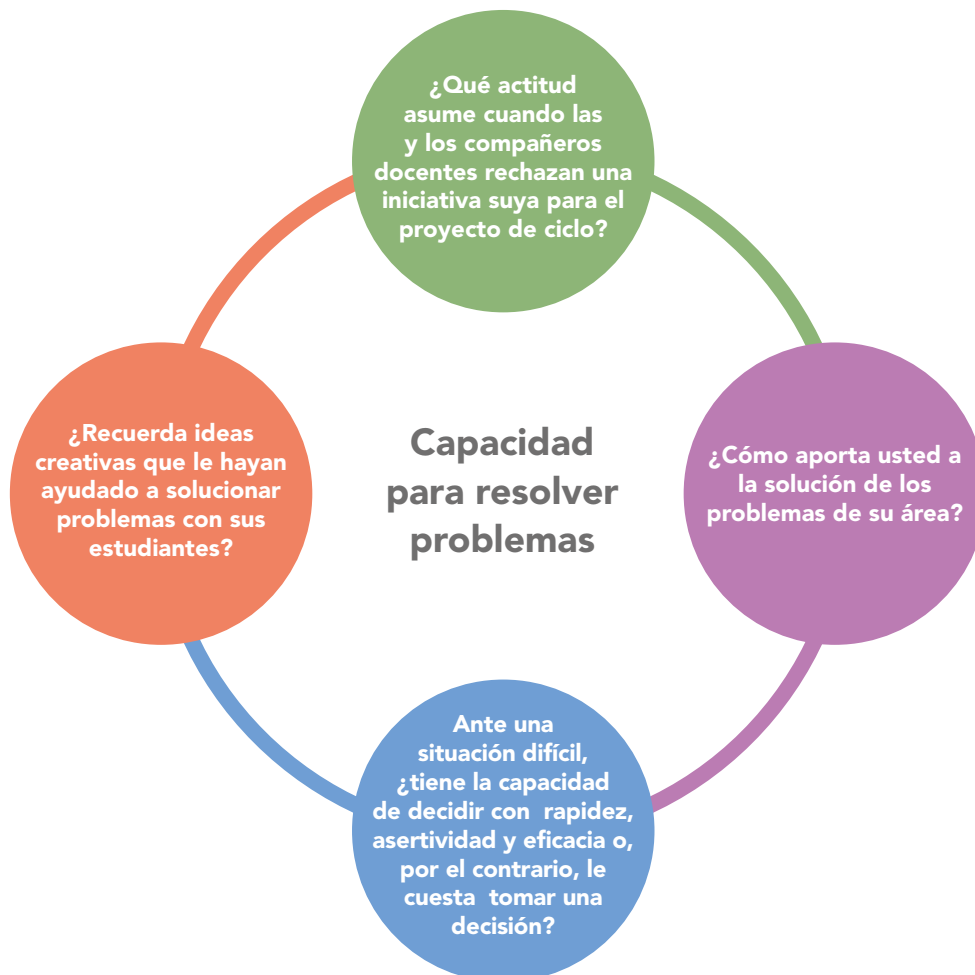 ¿Qué actitud
asume cuando las
y los compañeros
docentes rechazan una
iniciativa suya para el
proyecto de ciclo?
¿Recuerda ideas
creativas que le hayan
ayudado a solucionar
problemas con sus
estudiantes?
Capacidad
para resolver
problemas
¿Cómo aporta usted a
la solución de los
problemas de su área?
Ante una
situación difícil,
¿tiene la capacidad
de decidir con rapidez,
asertividad y eficacia o,
por el contrario, le
cuesta tomar una
decisión?